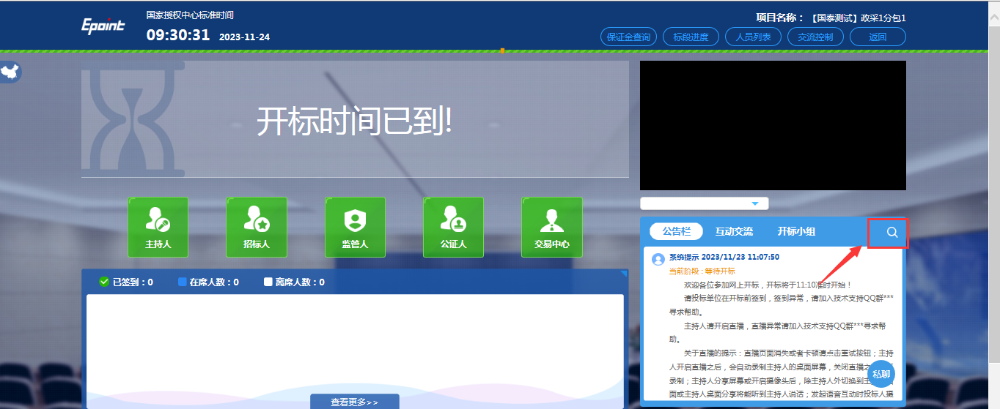 Epoint
国家授权中心标准时间
09:30:31 2023-11-24
项目名称： 【国泰测试】政采1分包1
保证金查询 标段进度 人员列表 交流控制 返回
开标时间已到!
主持人 招标人 监管人 公证人 交易中心
已签到：0 在席人数：0 离席人数：0
查看更多>>
公告栏 互动交流 开标小组
系统提示 2023/11/23 11:07:50
当前阶段：等待开标
欢迎各位参加网上开标，开标将于11:10准时开始！
请投标单位在开标前签到，签到异常，请加入技术支持QQ群***
寻求帮助。
主持人请开启直播，直播异常请加入技术支持QQ群***寻求帮
助。
关于直播的提示：直播页面消失或者卡顿请点击重试按钮；主持
人开启直播之后，会自动录制主持人的桌面屏幕，关闭直播之
录制；主持人分享屏幕或开启摄像头后，除主持人外切换到主
面或主持人桌面分享将能听到主持人说话；发起语音互动时投标人摄
私聊